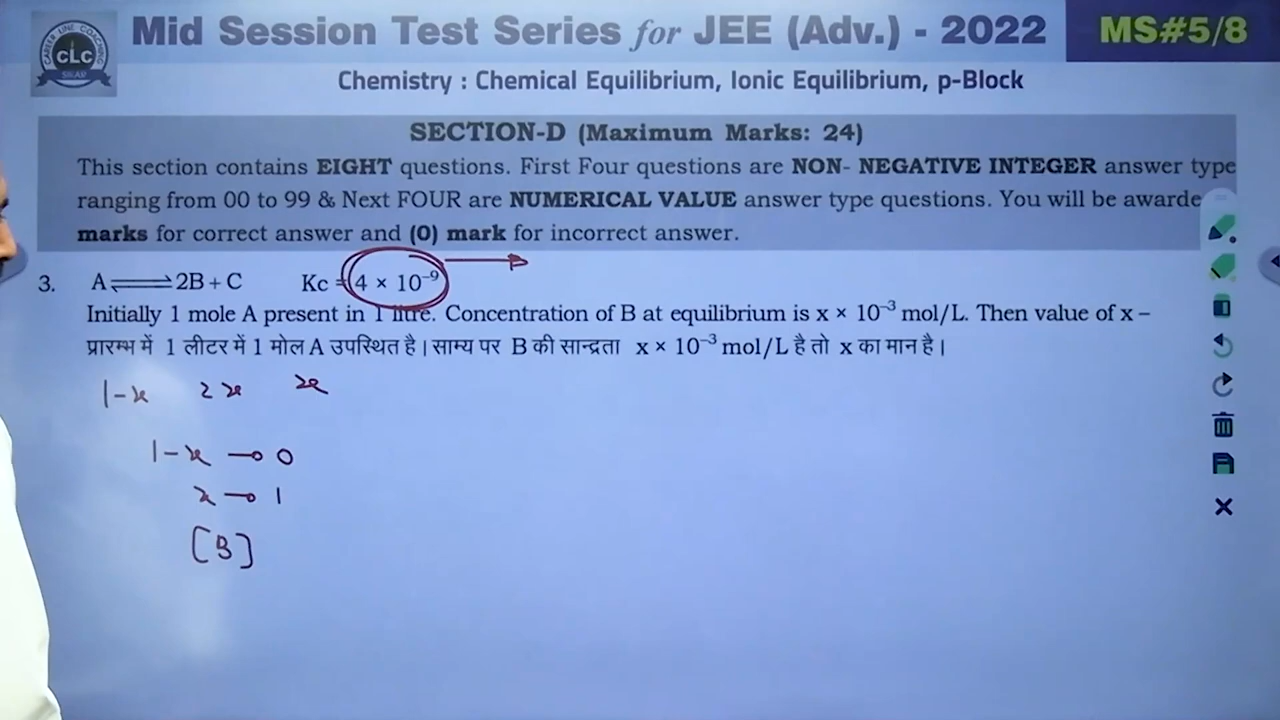 Mid Session Test Series for JEE (Adv.) - 2022
MS#5/8
CAREER LINE COACHING
CLC
SIKAR
Chemistry : Chemical Equilibrium, Ionic Equilibrium, p-Block
SECTION-D (Maximum Marks: 24)
This section contains EIGHT questions. First Four questions are NON- NEGATIVE INTEGER answer type
ranging from 00 to 99 & Next FOUR are NUMERICAL VALUE answer type questions. You will be awarde
marks for correct answer and (0) mark for incorrect answer.
3. A ⇌ 2B + C Kc = 4 × 10⁻⁹
Initially 1 mole A present in 1 litre. Concentration of B at equilibrium is x × 10⁻³ mol/L. Then value of x –
प्रारम्भ में 1 लीटर में 1 मोल A उपस्थित है। साम्य पर B की सान्द्रता x × 10⁻³ mol/L है तो x का मान है।
1-x 2x x
1-x → 0
x → 1
[B]